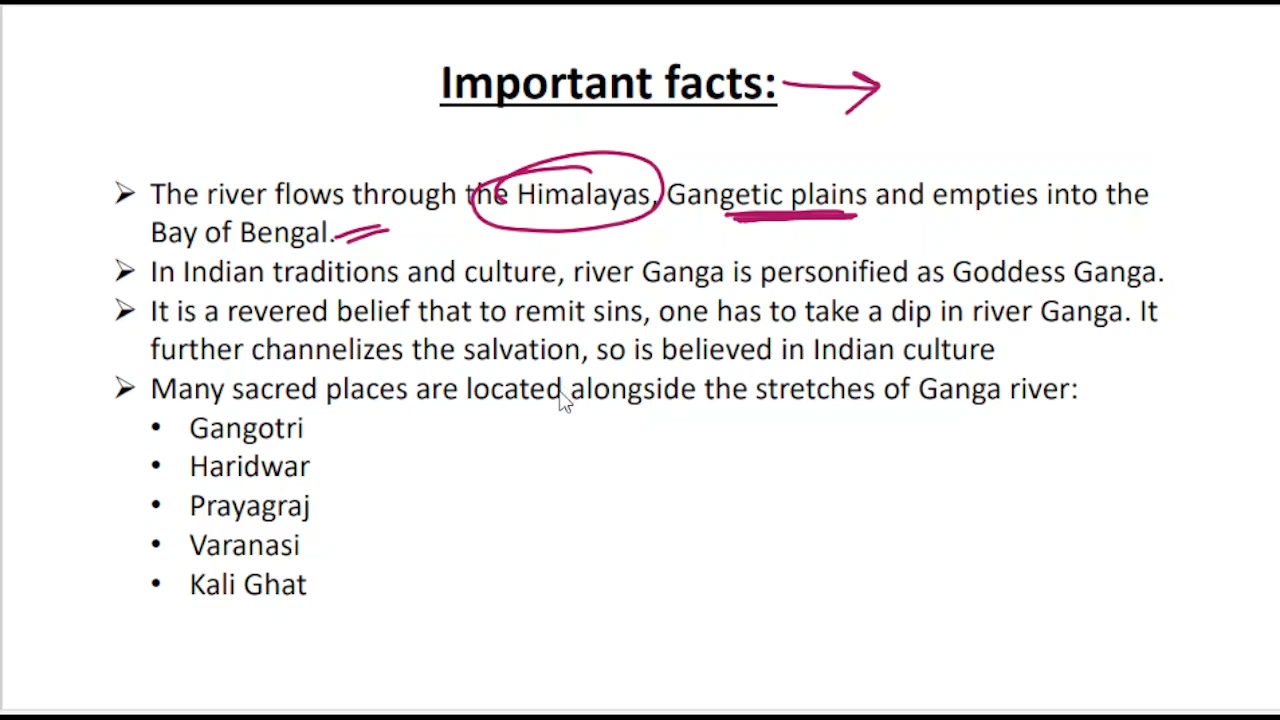 Important facts:
➢ The river flows through the Himalayas, Gangetic plains and empties into the
Bay of Bengal.
➢ In Indian traditions and culture, river Ganga is personified as Goddess Ganga.
➢ It is a revered belief that to remit sins, one has to take a dip in river Ganga. It
further channelizes the salvation, so is believed in Indian culture
➢ Many sacred places are located alongside the stretches of Ganga river:
• Gangotri
• Haridwar
• Prayagraj
• Varanasi
• Kali Ghat